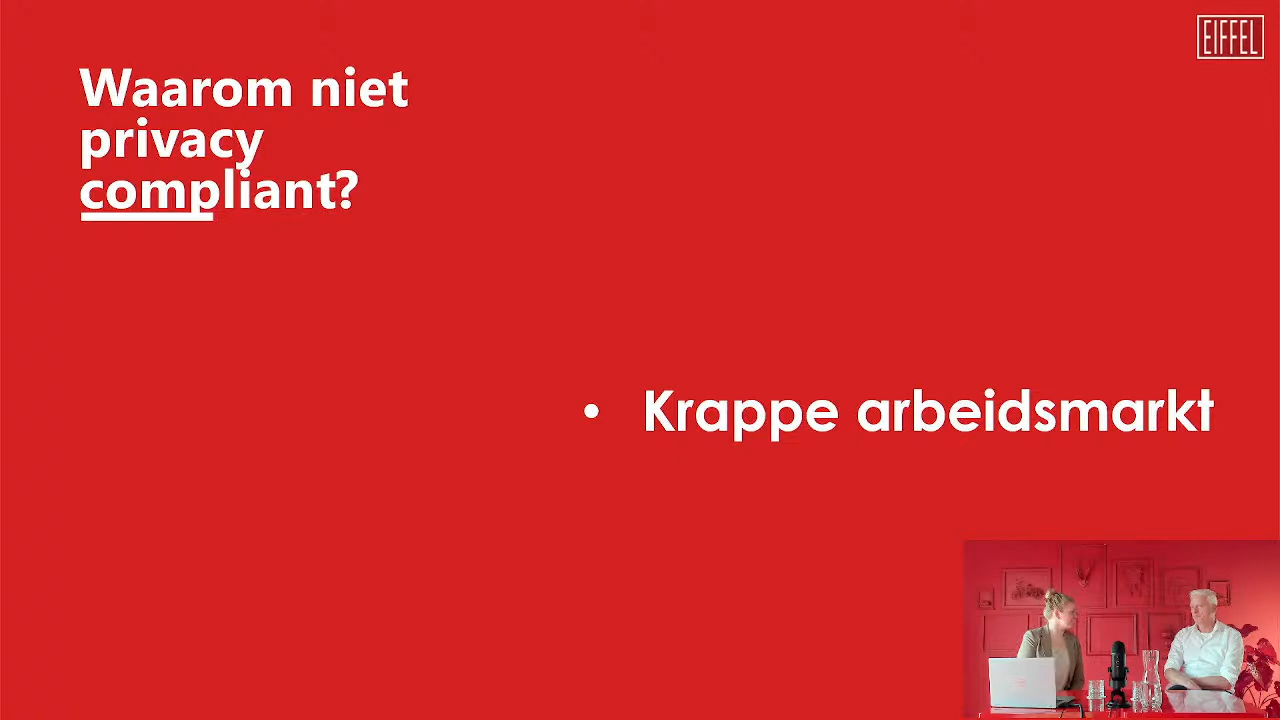 EIFFEL
Waarom niet
privacy
compliant?
• Krappe arbeidsmarkt